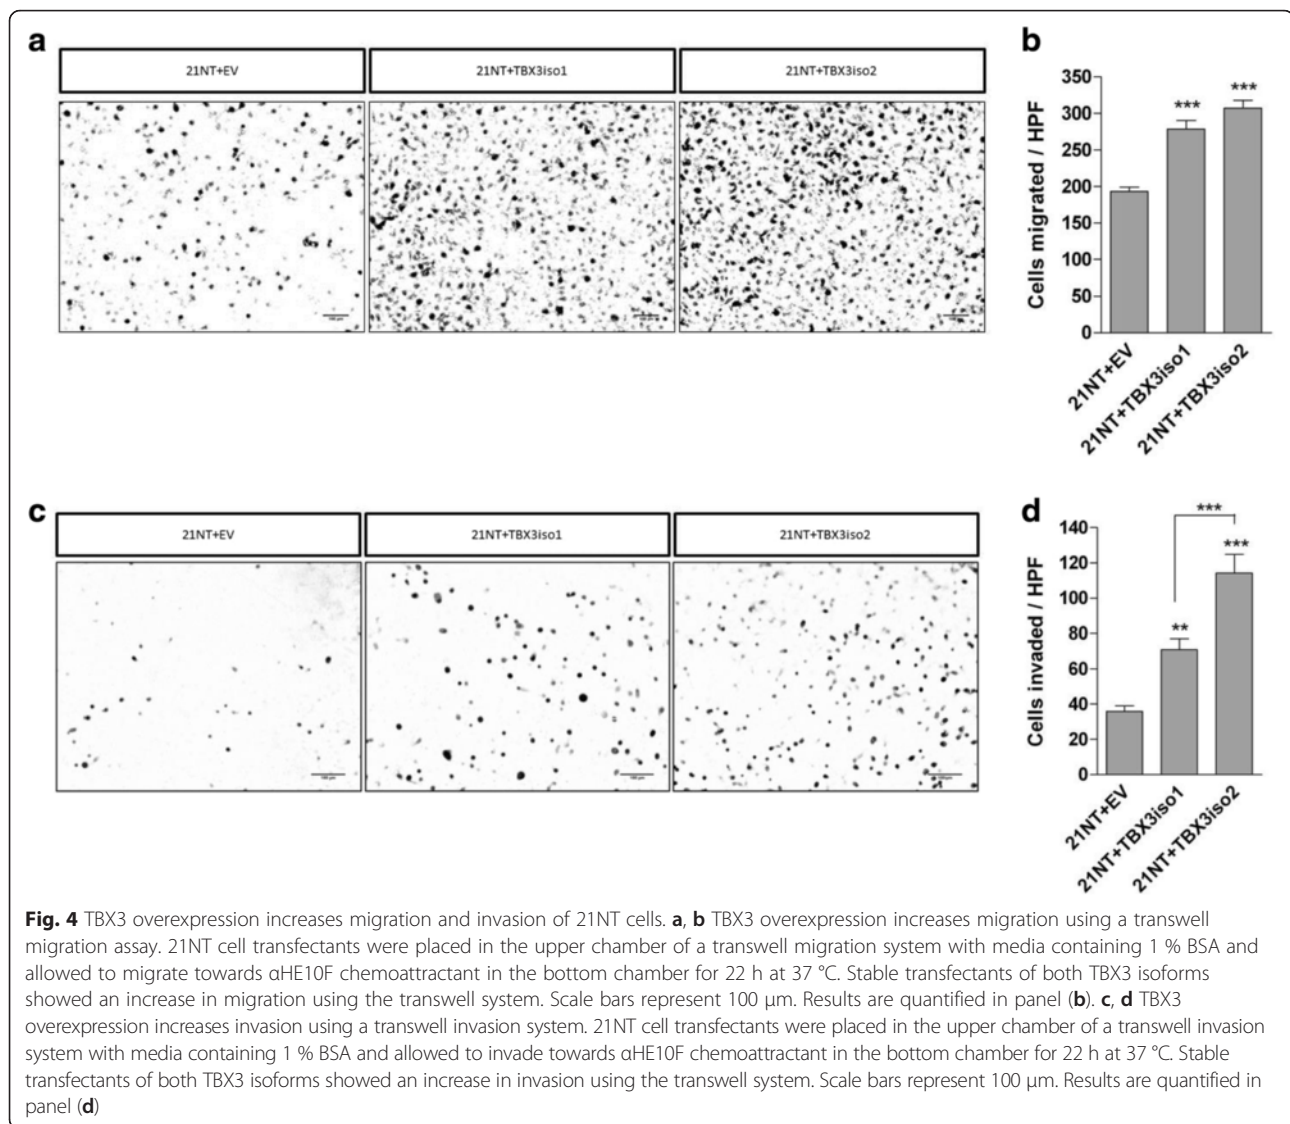 a
21NT+EV
21NT+TBX3iso1
21NT+TBX3iso2
b
Cells migrated / HPF
350
300
250
200
150
100
50
0
***
***
21NT+EV
21NT+TBX3iso1
21NT+TBX3iso2
c
21NT+EV
21NT+TBX3iso1
21NT+TBX3iso2
d
Cells invaded / HPF
140
120
100
80
60
40
20
0
***
***
**
21NT+EV
21NT+TBX3iso1
21NT+TBX3iso2
Fig. 4 TBX3 overexpression increases migration and invasion of 21NT cells. a, b TBX3 overexpression increases migration using a transwell
migration assay. 21NT cell transfectants were placed in the upper chamber of a transwell migration system with media containing 1 % BSA and
allowed to migrate towards αHE10F chemoattractant in the bottom chamber for 22 h at 37 °C. Stable transfectants of both TBX3 isoforms
showed an increase in migration using the transwell system. Scale bars represent 100 μm. Results are quantified in panel (b). c, d TBX3
overexpression increases invasion using a transwell invasion system. 21NT cell transfectants were placed in the upper chamber of a transwell invasion
system with media containing 1 % BSA and allowed to invade towards αHE10F chemoattractant in the bottom chamber for 22 h at 37 °C. Stable
transfectants of both TBX3 isoforms showed an increase in invasion using the transwell system. Scale bars represent 100 μm. Results are quantified in
panel (d)